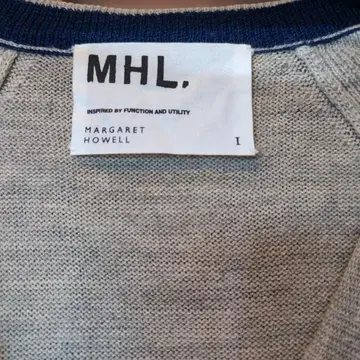 MHL.
INSPIRED BY FUNCTION AND UTILITY
MARGARET
HOWELL
I